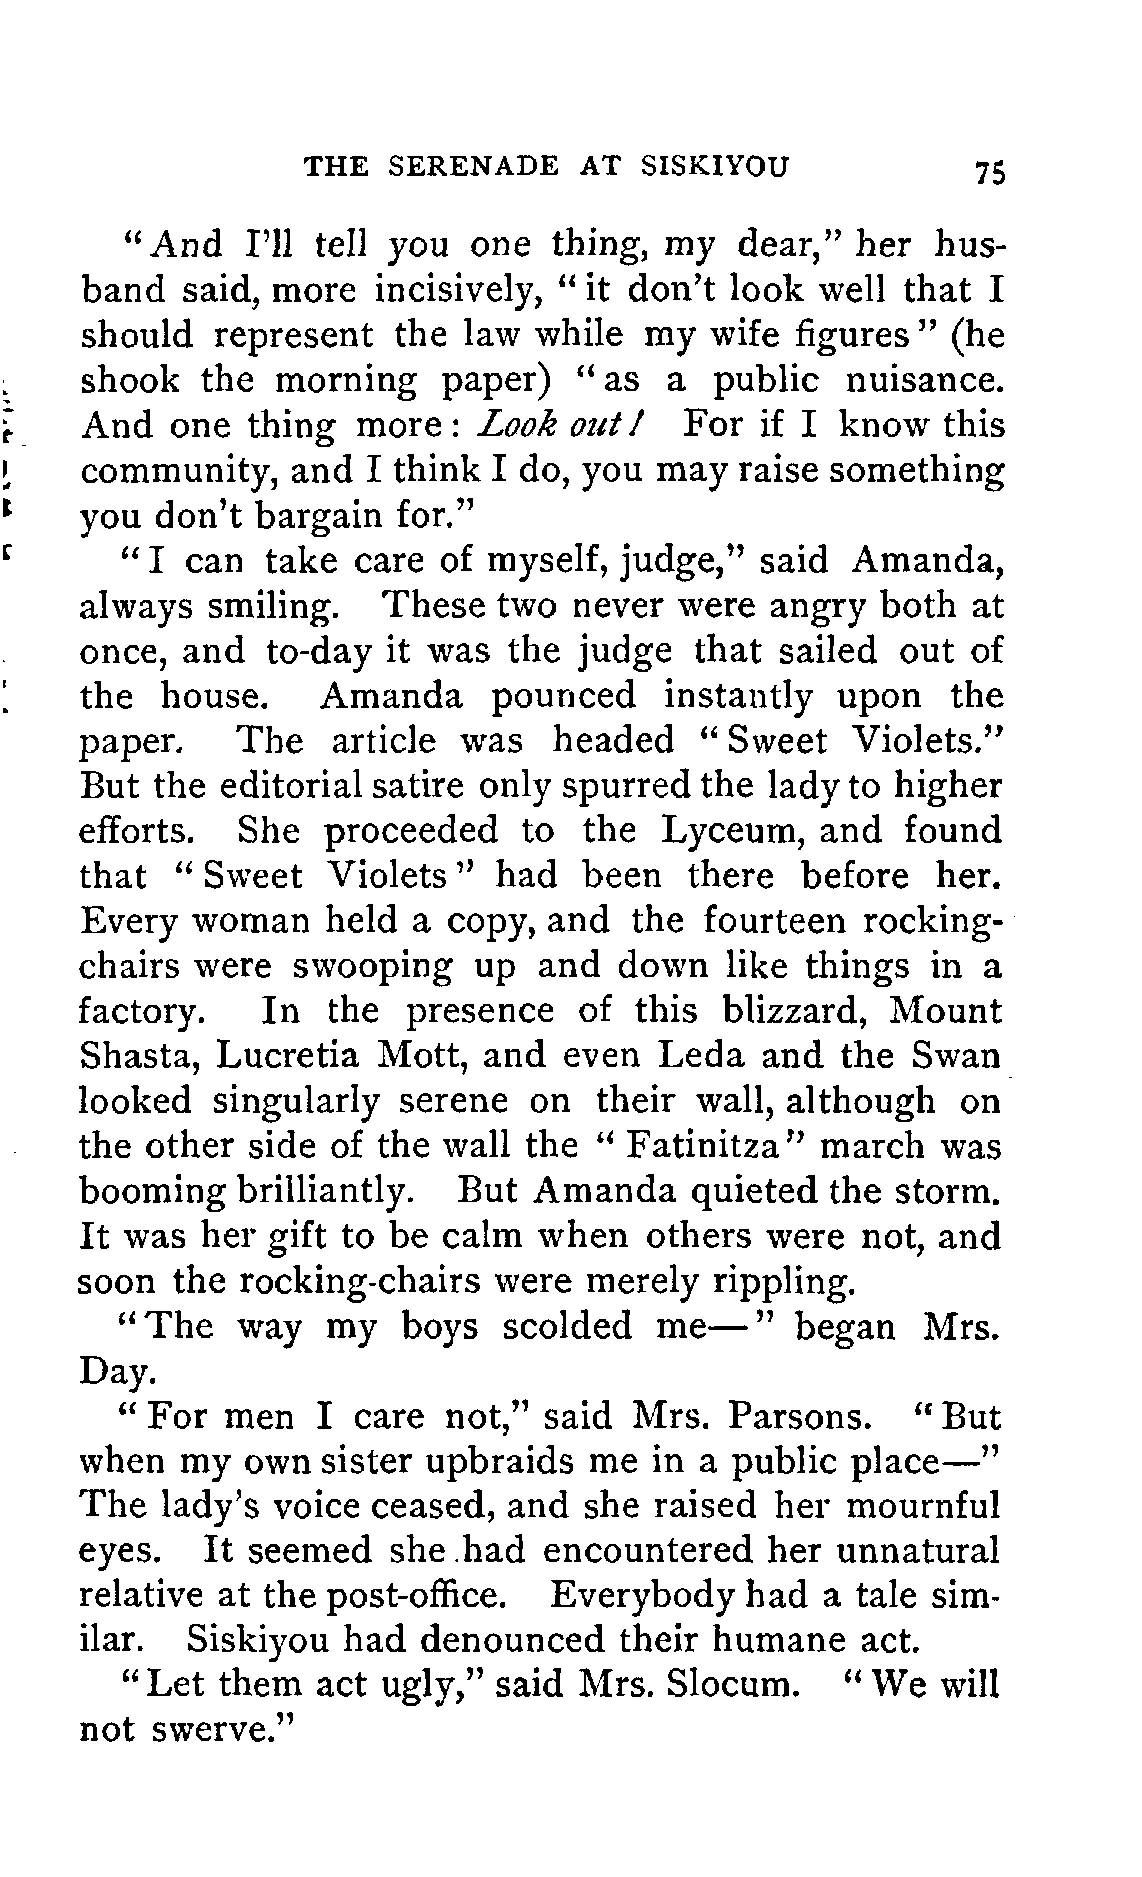 THE SERENADE AT SISKIYOU 75
"And I'll tell you one thing, my dear," her hus-
band said, more incisively, "it don't look well that I
should represent the law while my wife figures" (he
shook the morning paper) "as a public nuisance.
And one thing more: Look out! For if I know this
community, and I think I do, you may raise something
you don't bargain for."
"I can take care of myself, judge," said Amanda,
always smiling. These two never were angry both at
once, and to-day it was the judge that sailed out of
the house. Amanda pounced instantly upon the
paper. The article was headed "Sweet Violets."
But the editorial satire only spurred the lady to higher
efforts. She proceeded to the Lyceum, and found
that "Sweet Violets" had been there before her.
Every woman held a copy, and the fourteen rocking-
chairs were swooping up and down like things in a
factory. In the presence of this blizzard, Mount
Shasta, Lucretia Mott, and even Leda and the Swan
looked singularly serene on their wall, although on
the other side of the wall the "Fatinitza" march was
booming brilliantly. But Amanda quieted the storm.
It was her gift to be calm when others were not, and
soon the rocking-chairs were merely rippling.
"The way my boys scolded me—" began Mrs.
Day.
"For men I care not," said Mrs. Parsons. "But
when my own sister upbraids me in a public place—"
The lady's voice ceased, and she raised her mournful
eyes. It seemed she had encountered her unnatural
relative at the post-office. Everybody had a tale sim-
ilar. Siskiyou had denounced their humane act.
"Let them act ugly," said Mrs. Slocum. "We will
not swerve."